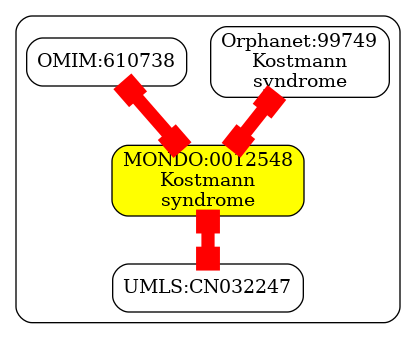 OMIM:610738
Orphanet:99749
Kostmann
syndrome
MONDO:0012548
Kostmann
syndrome
UMLS:CN032247